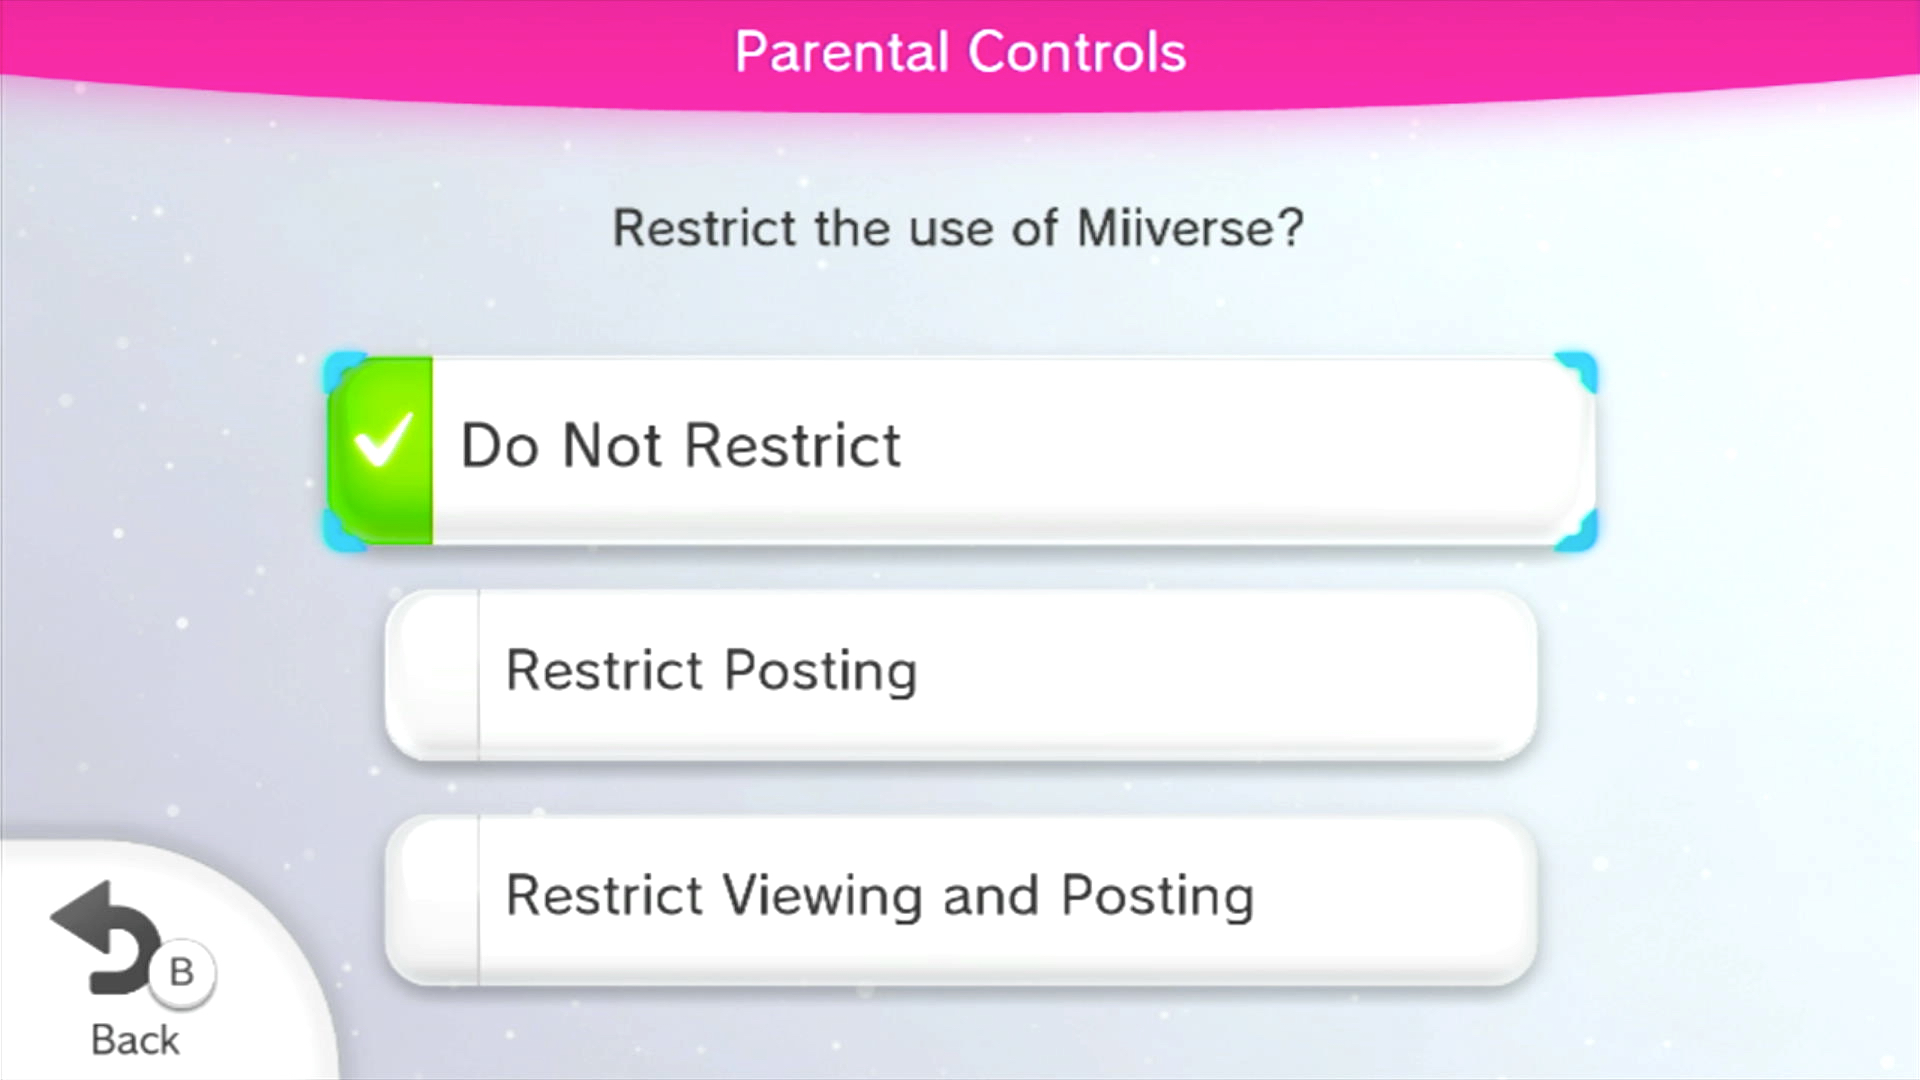 Parental Controls
Restrict the use of Miiverse?
Do Not Restrict
Restrict Posting
Restrict Viewing and Posting
B
Back